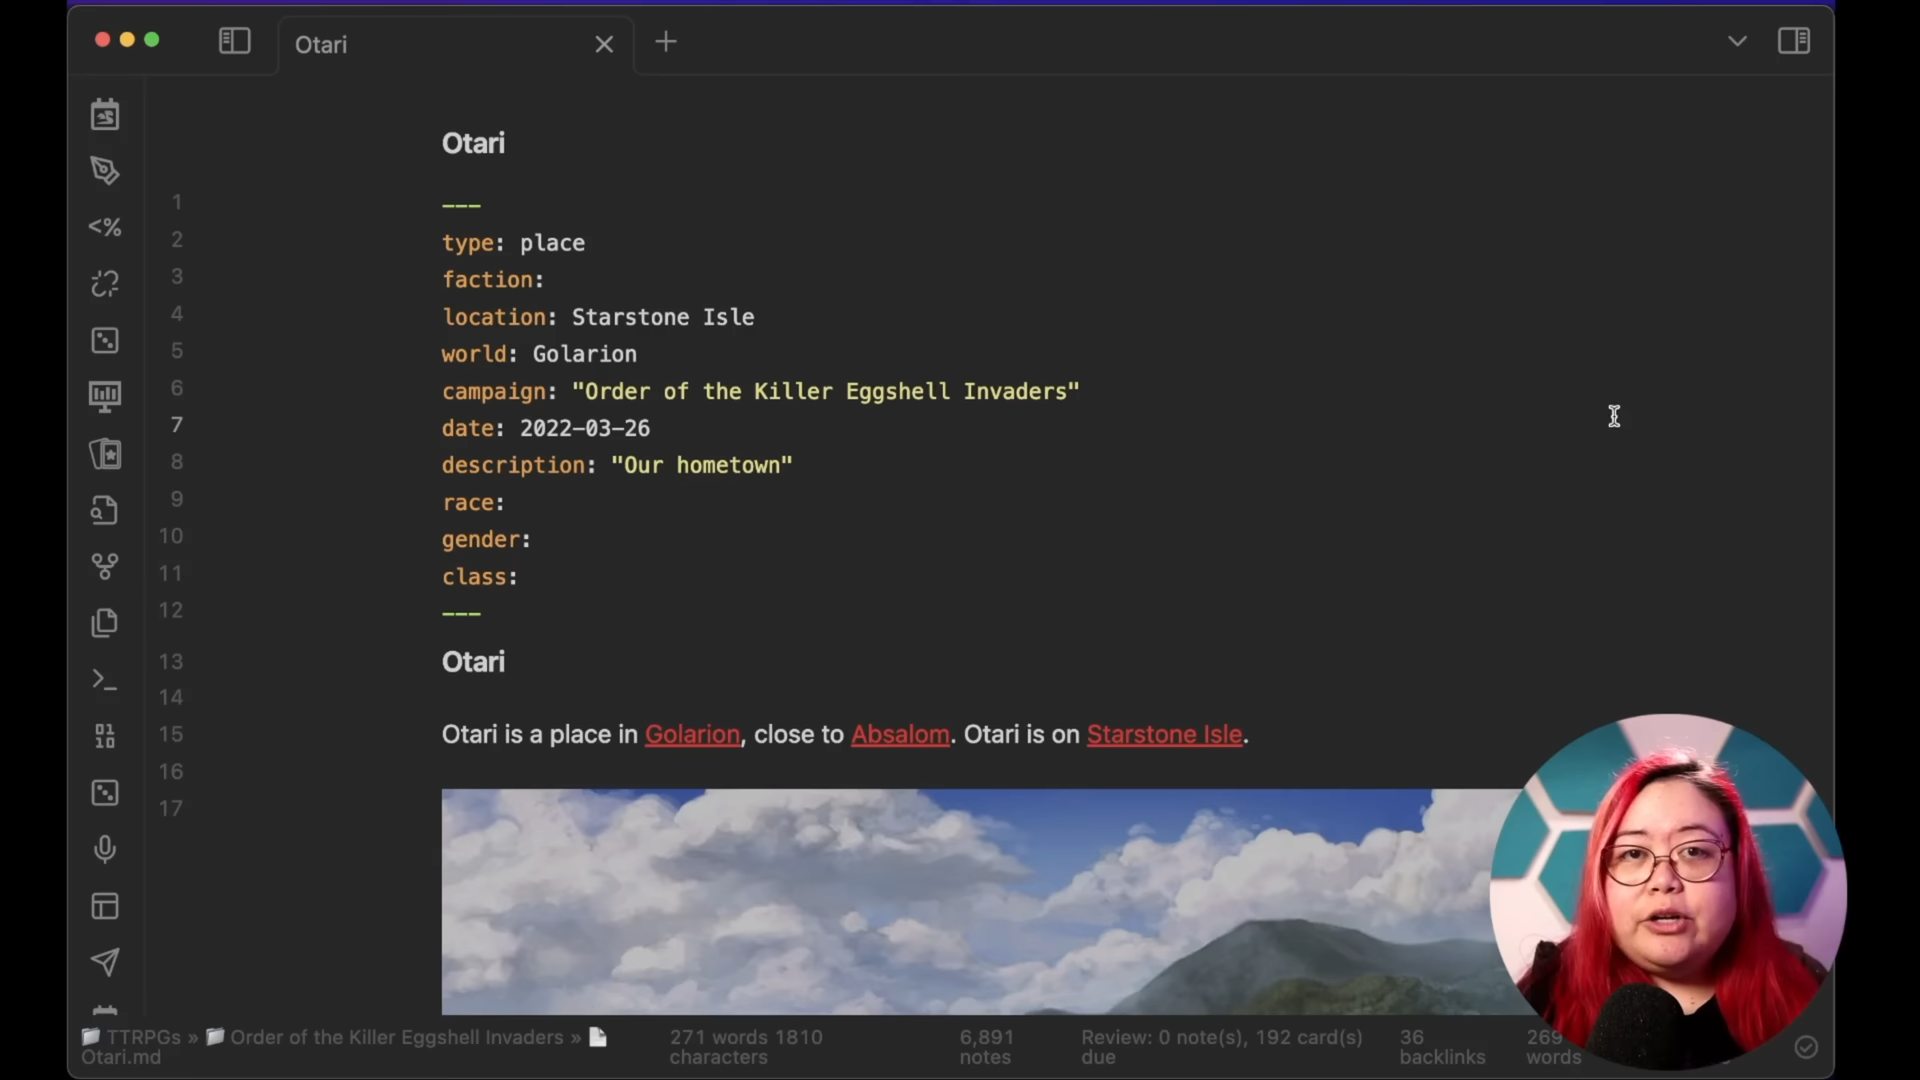 Otari
Otari
1 ---
2 type: place
3 faction:
4 location: Starstone Isle
5 world: Golarion
6 campaign: "Order of the Killer Eggshell Invaders"
7 date: 2022-03-26
8 description: "Our hometown"
9 race:
10 gender:
11 class:
12 ---
13 Otari
14
15 Otari is a place in Golarion, close to Absalom. Otari is on Starstone Isle.
16
17
<%
TTRPGs » Order of the Killer Eggshell Invaders »
Otari.md
271 words 1810
characters
6,891
notes
Review: 0 note(s), 192 card(s)
due
36
backlinks
269
words